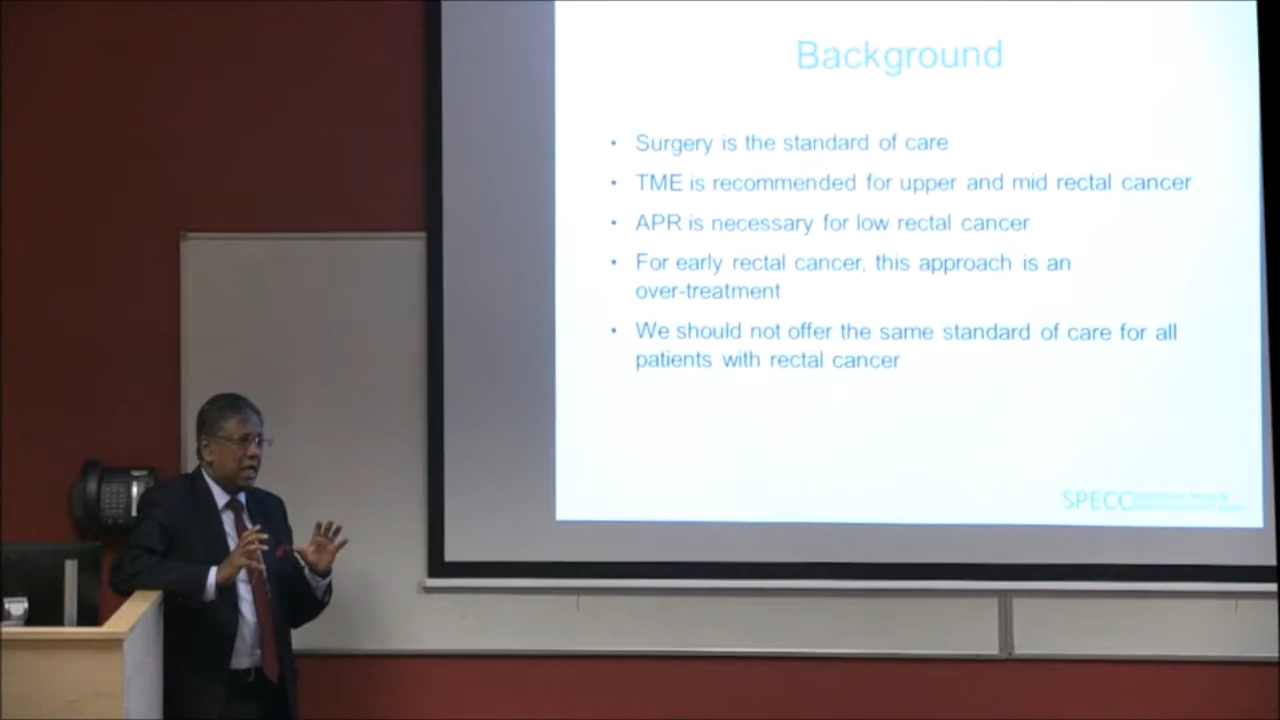 Background
• Surgery is the standard of care
• TME is recommended for upper and mid rectal cancer
• APR is necessary for low rectal cancer
• For early rectal cancer, this approach is an
over-treatment
• We should not offer the same standard of care for all
patients with rectal cancer
SPECC